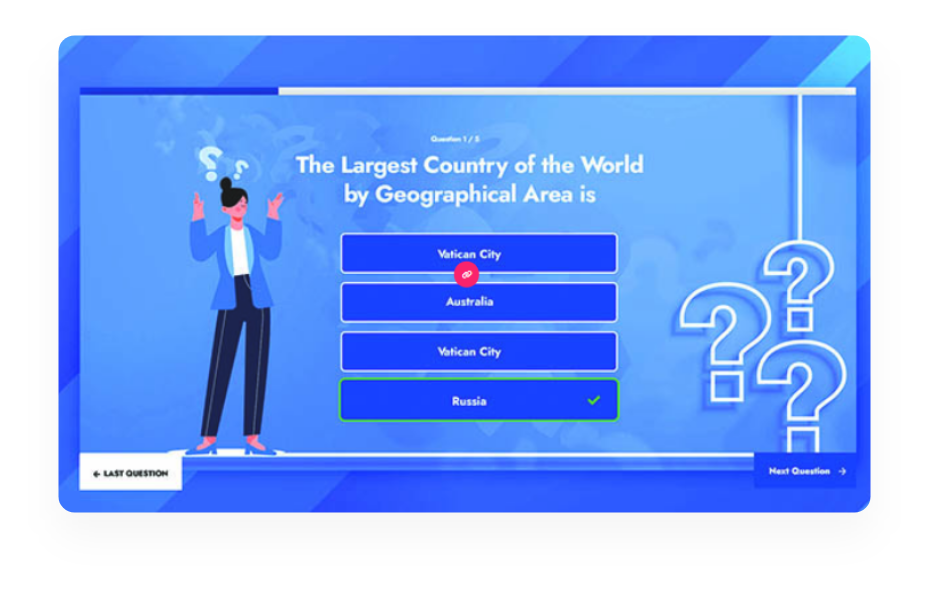 Question 1 / 5
The Largest Country of the World
by Geographical Area is
Vatican City
Australia
Vatican City
Russia
← LAST QUESTION
Next Question →